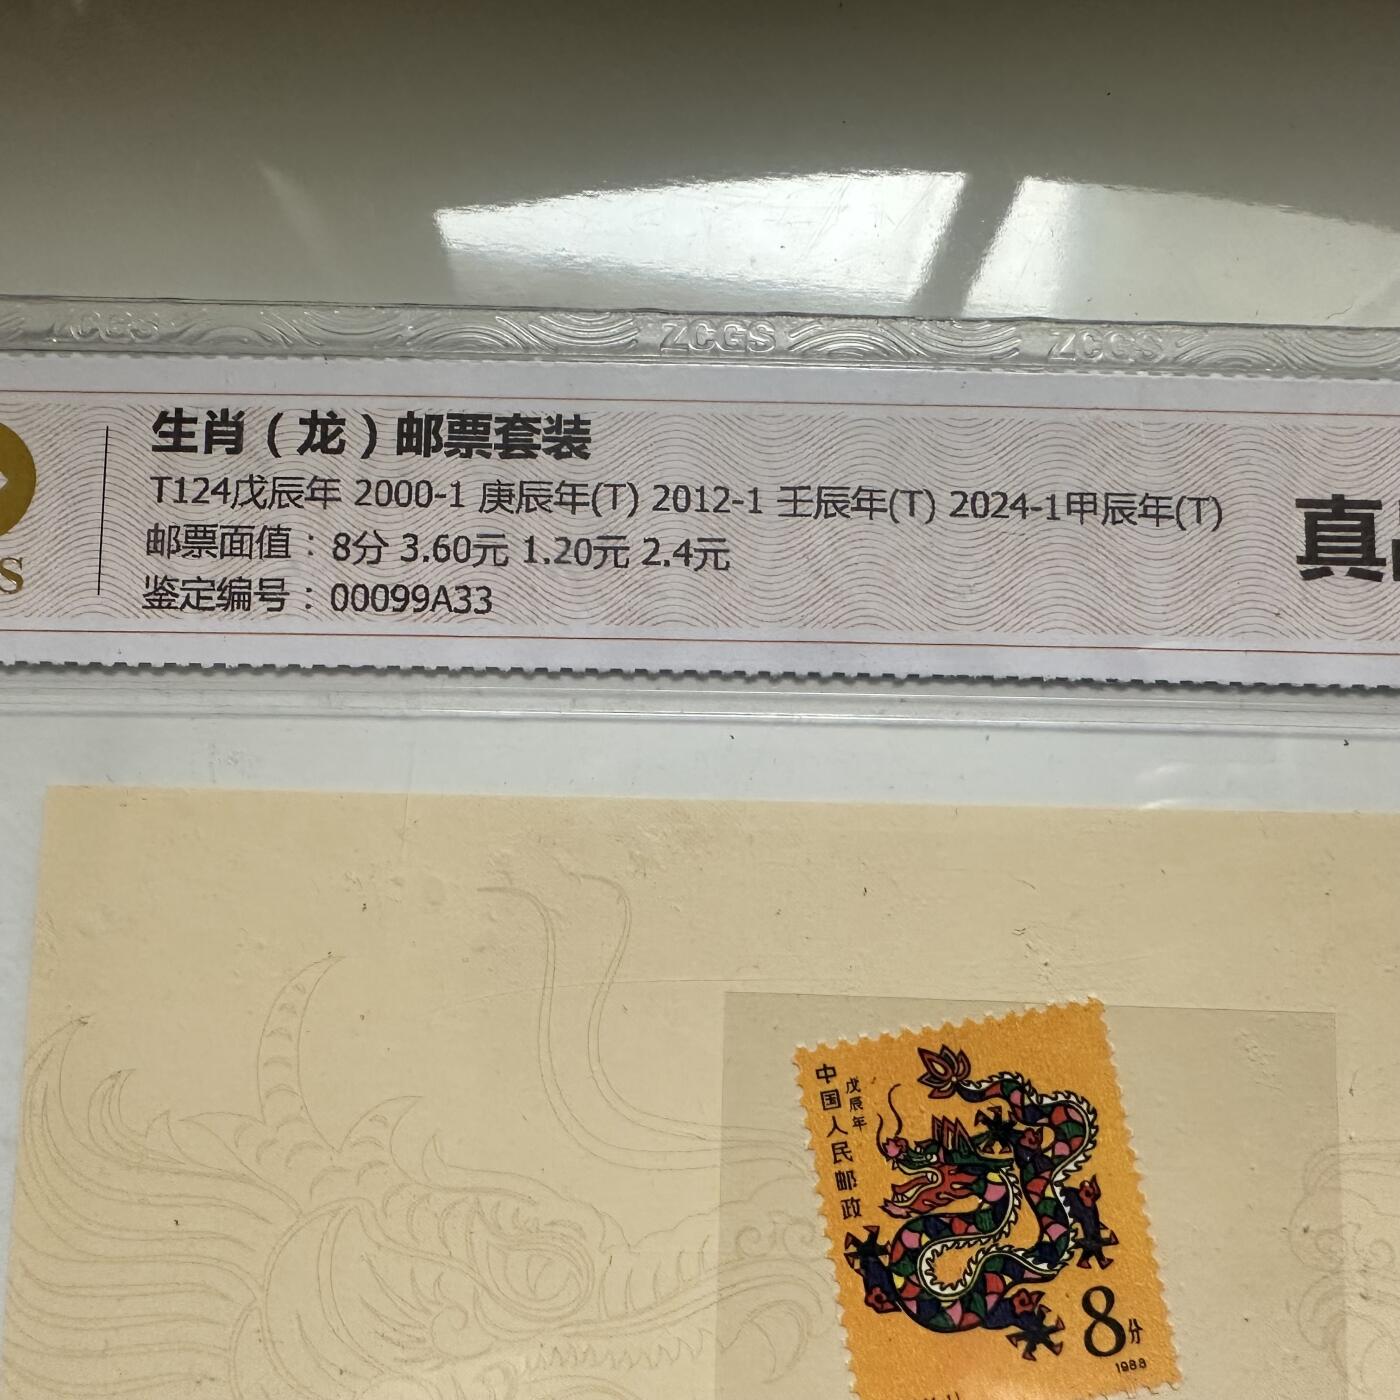 ZCGS ZCGS ZCGS
生肖（龙）邮票套装
T124戊辰年 2000-1 庚辰年(T) 2012-1 壬辰年(T) 2024-1甲辰年(T)
邮票面值：8分 3.60元 1.20元 2.4元
鉴定编号：00099A33
真
S
中国人民邮政
戊辰年
8分
1988